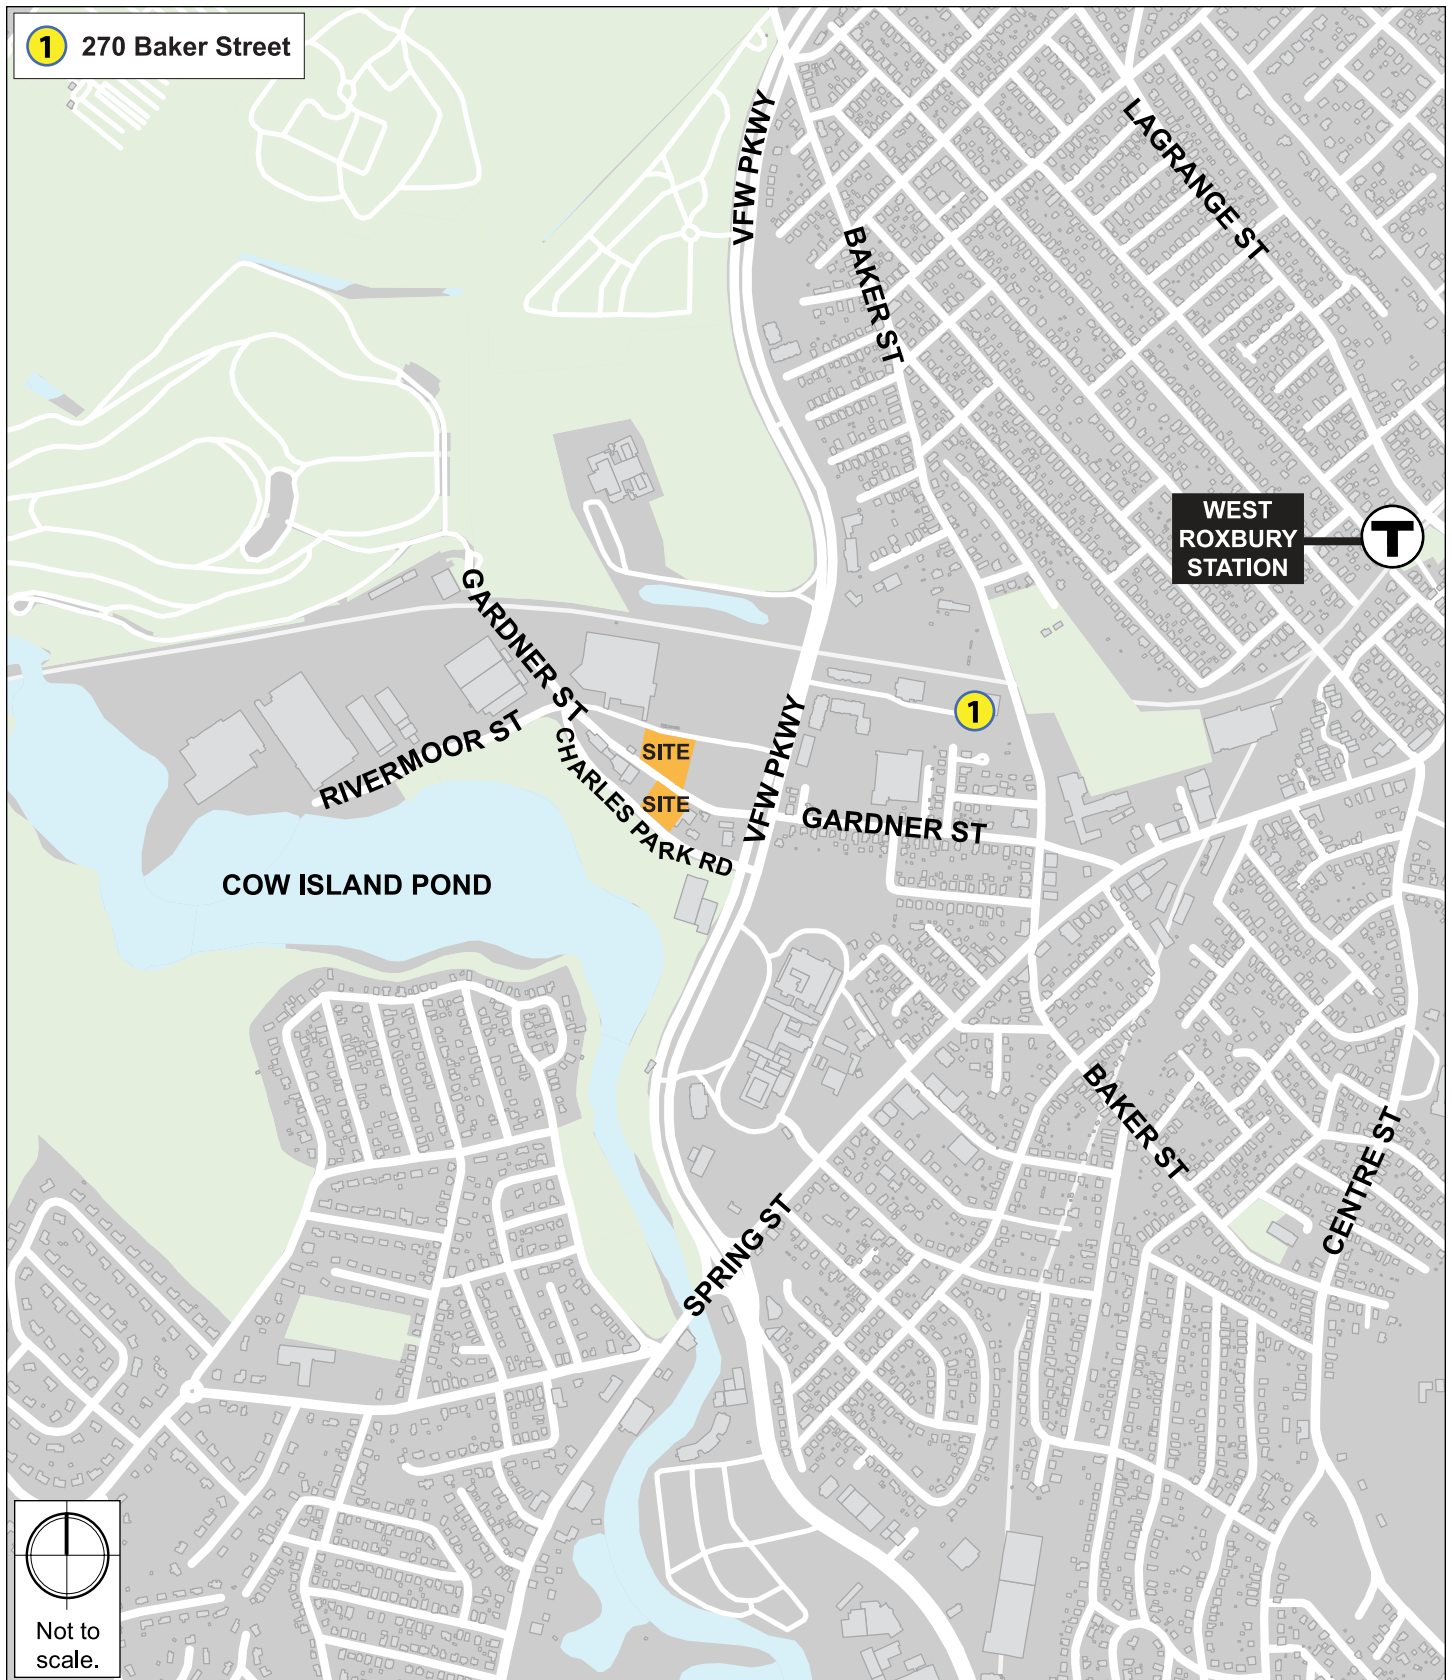 1 270 Baker Street
VFW PKWY
LAGRANGE ST
BAKER ST
WEST
ROXBURY
STATION
T
GARDNER ST
1
RIVERMOOR ST
CHARLES PARK RD
SITE
SITE
VFW PKWY
GARDNER ST
COW ISLAND POND
BAKER ST
CENTRE ST
SPRING ST
Not to
scale.